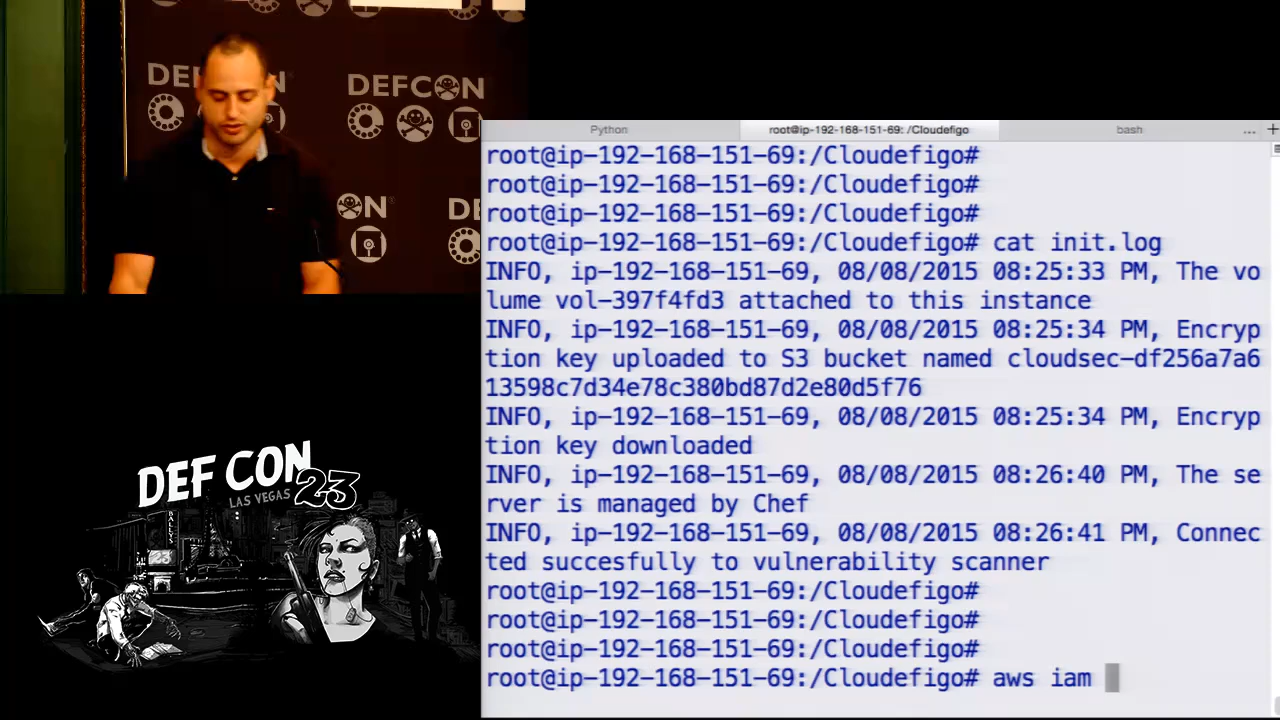 DEFCON
DEFCON
CON
DE
DEF CON
LAS VEGAS 23
BALLYS
Python
root@ip-192-168-151-69: /Cloudefigo
bash
root@ip-192-168-151-69:/Cloudefigo#
root@ip-192-168-151-69:/Cloudefigo#
root@ip-192-168-151-69:/Cloudefigo#
root@ip-192-168-151-69:/Cloudefigo# cat init.log
INFO, ip-192-168-151-69, 08/08/2015 08:25:33 PM, The vo
lume vol-397f4fd3 attached to this instance
INFO, ip-192-168-151-69, 08/08/2015 08:25:34 PM, Encryp
tion key uploaded to S3 bucket named cloudsec-df256a7a6
13598c7d34e78c380bd87d2e80d5f76
INFO, ip-192-168-151-69, 08/08/2015 08:25:34 PM, Encryp
tion key downloaded
INFO, ip-192-168-151-69, 08/08/2015 08:26:40 PM, The se
rver is managed by Chef
INFO, ip-192-168-151-69, 08/08/2015 08:26:41 PM, Connec
ted succesfully to vulnerability scanner
root@ip-192-168-151-69:/Cloudefigo#
root@ip-192-168-151-69:/Cloudefigo#
root@ip-192-168-151-69:/Cloudefigo#
root@ip-192-168-151-69:/Cloudefigo# aws iam